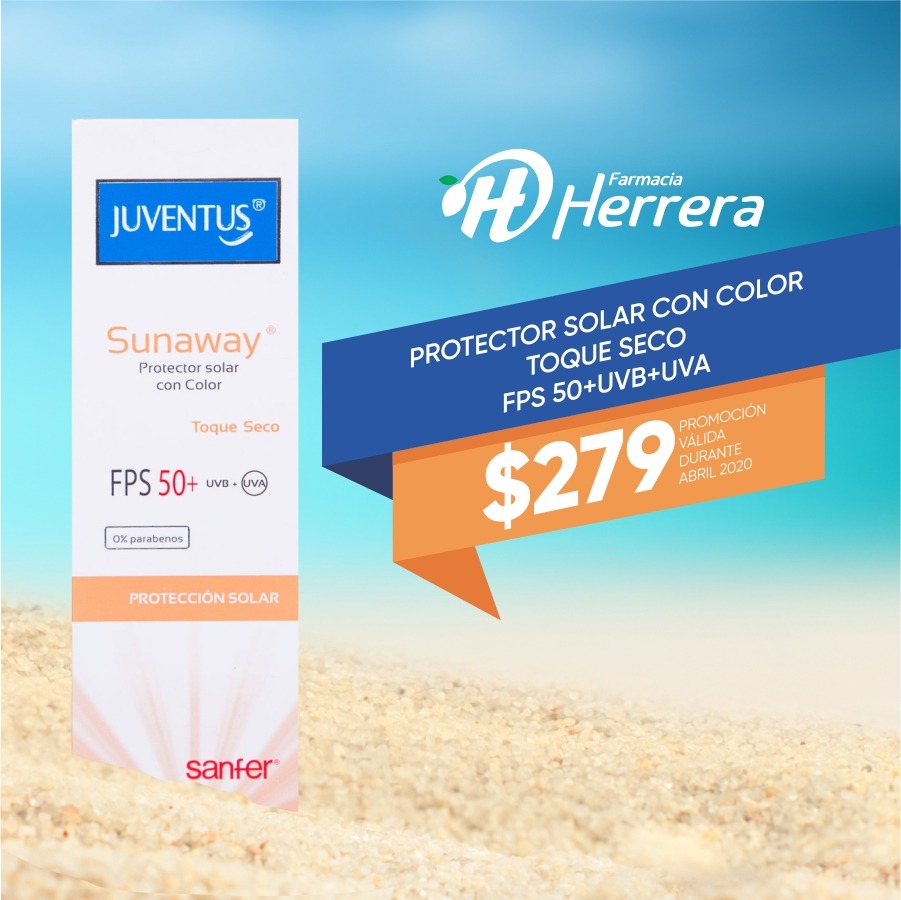 JUVENTUS®
Sunaway®
Protector solar
con Color
Toque Seco
FPS 50+ UVB + UVA
0% parabenos
PROTECCIÓN SOLAR
sanfer®
Farmacia
Herrera
PROTECTOR SOLAR CON COLOR
TOQUE SECO
FPS 50+UVB+UVA
$279
PROMOCIÓN
VÁLIDA
DURANTE
ABRIL 2020